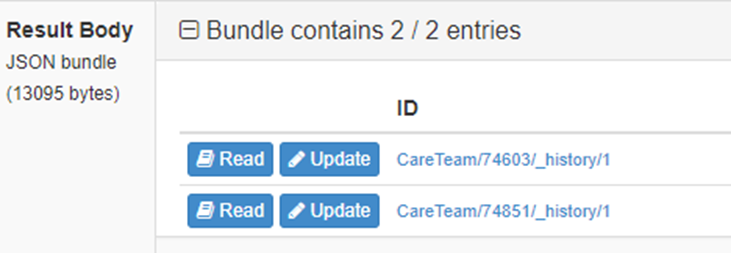 Result Body
JSON bundle
(13095 bytes)
Bundle contains 2 / 2 entries
ID
Read Update CareTeam/74603/_history/1
Read Update CareTeam/74851/_history/1